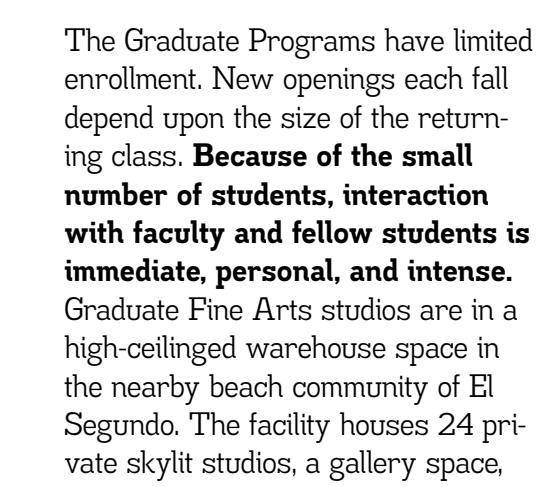 The Graduate Programs have limited
enrollment. New openings each fall
depend upon the size of the return-
ing class. Because of the small
number of students, interaction
with faculty and fellow students is
immediate, personal, and intense.
Graduate Fine Arts studios are in a
high-ceilinged warehouse space in
the nearby beach community of El
Segundo. The facility houses 24 pri-
vate skylit studios, a gallery space,